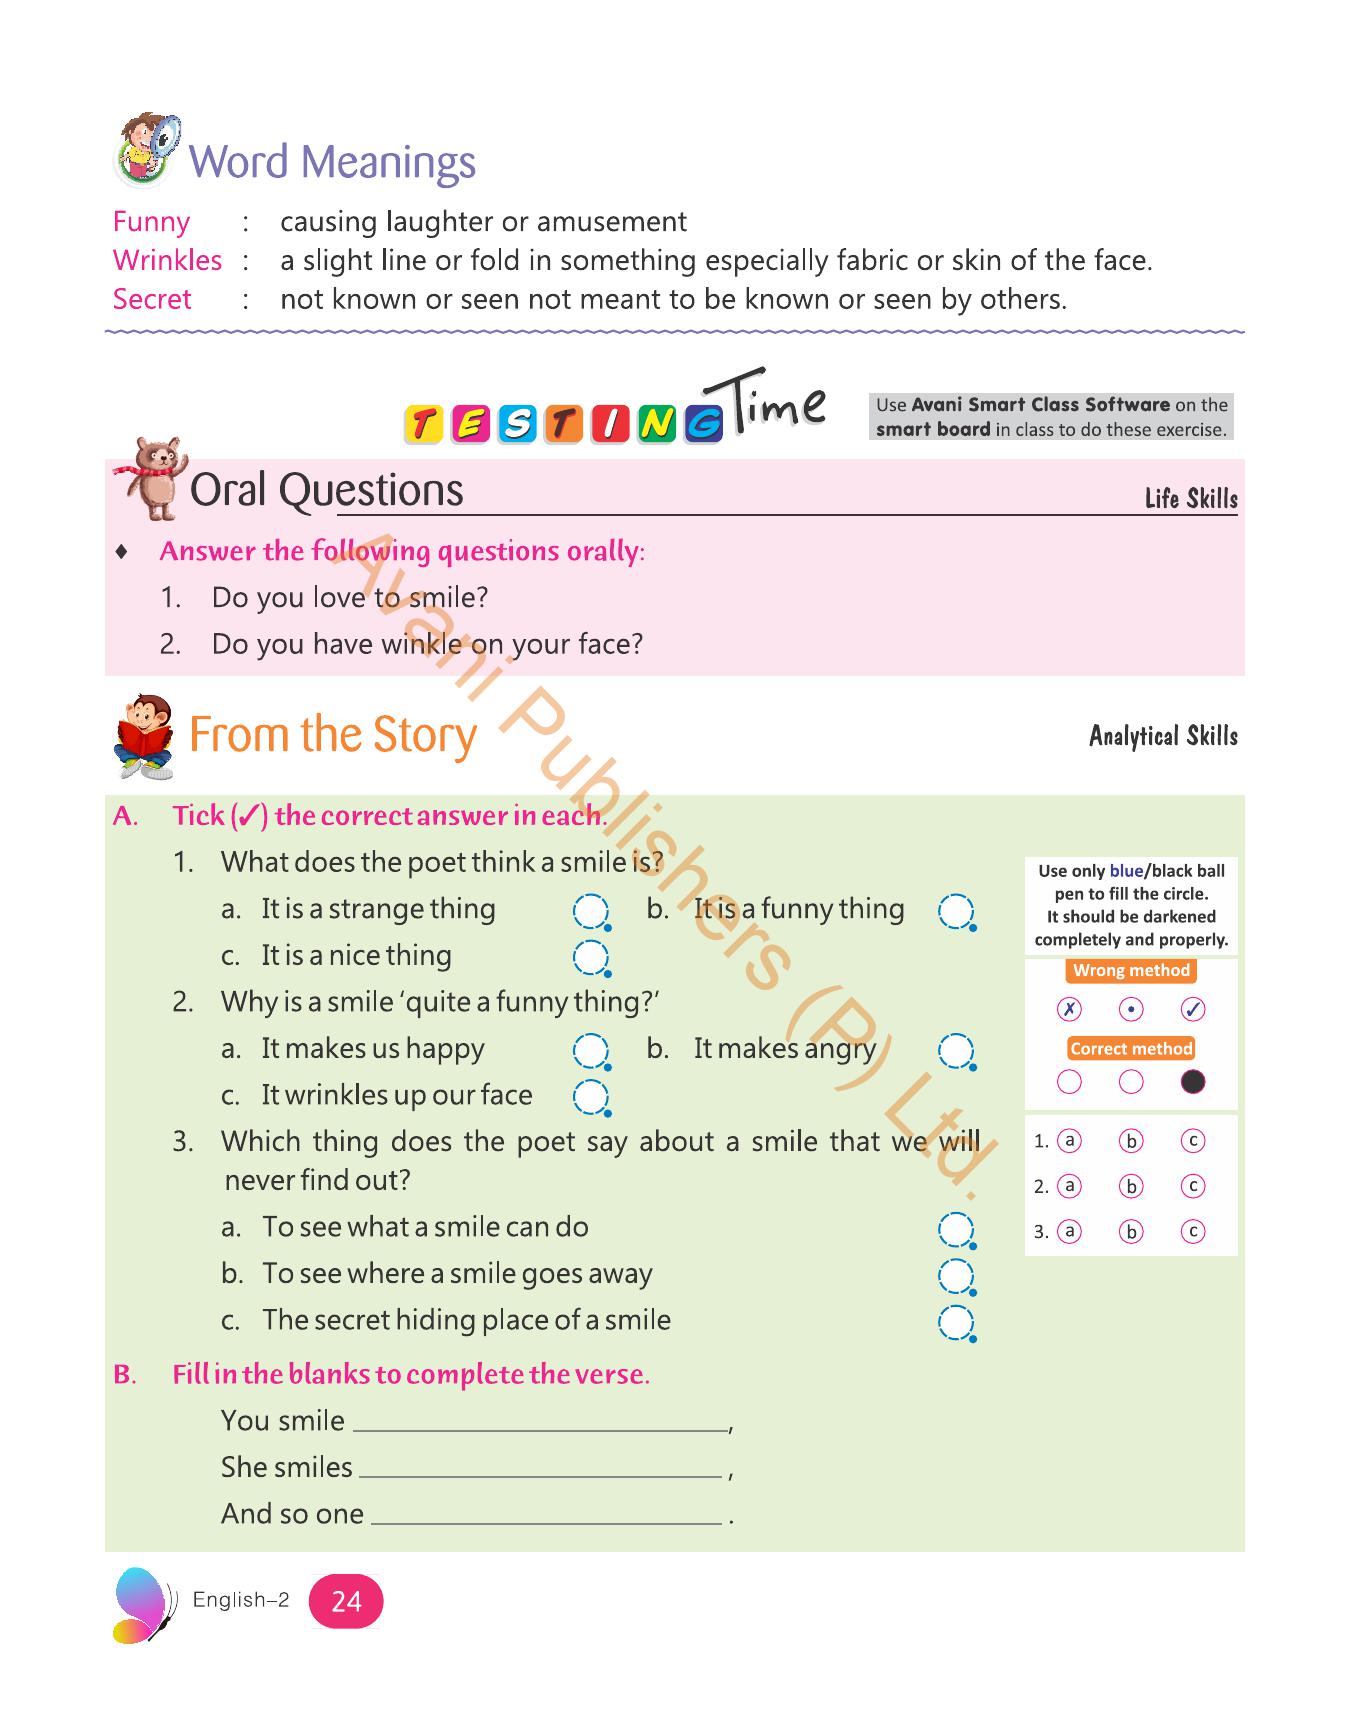 Word Meanings
Funny : causing laughter or amusement
Wrinkles : a slight line or fold in something especially fabric or skin of the face.
Secret : not known or seen not meant to be known or seen by others.
TESTING Time
Use Avani Smart Class Software on the
smart board in class to do these exercise.
Oral Questions
Life Skills
♦ Answer the following questions orally:
1. Do you love to smile?
2. Do you have winkle on your face?
From the Story
Analytical Skills
A. Tick (✓) the correct answer in each.
1. What does the poet think a smile is?
a. It is a strange thing b. It is a funny thing
c. It is a nice thing
2. Why is a smile ‘quite a funny thing?’
a. It makes us happy b. It makes angry
c. It wrinkles up our face
3. Which thing does the poet say about a smile that we will
never find out?
a. To see what a smile can do
b. To see where a smile goes away
c. The secret hiding place of a smile
Use only blue/black ball
pen to fill the circle.
It should be darkened
completely and properly.
Wrong method
✗ • ✓
Correct method
1. a b c
2. a b c
3. a b c
B. Fill in the blanks to complete the verse.
You smile ____________________,
She smiles ____________________ ,
And so one ____________________ .
English–2 24
Avani Publishers (P) Ltd.